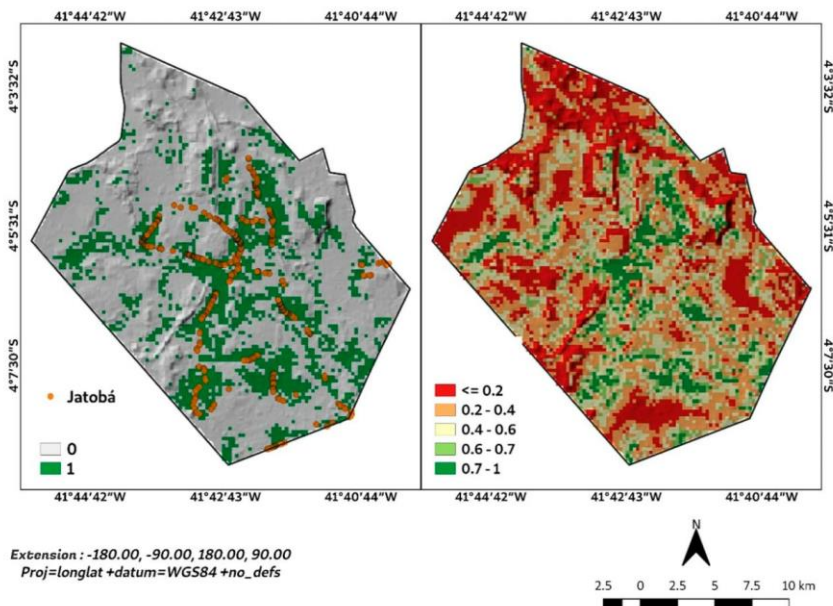 41°44'42"W 41°42'43"W 41°40'44"W 41°44'42"W 41°42'43"W 41°40'44"W
4°3'32"S 4°3'32"S
4°5'31"S 4°5'31"S
4°7'30"S 4°7'30"S
Jatobá
0
1
<= 0.2
0.2 - 0.4
0.4 - 0.6
0.6 - 0.7
0.7 - 1
41°44'42"W 41°42'43"W 41°40'44"W 41°44'42"W 41°42'43"W 41°40'44"W
Extension : -180.00, -90.00, 180.00, 90.00
Proj=longlat +datum=WGS84 +no_defs
N
2.5 0 2.5 5 7.5 10 km